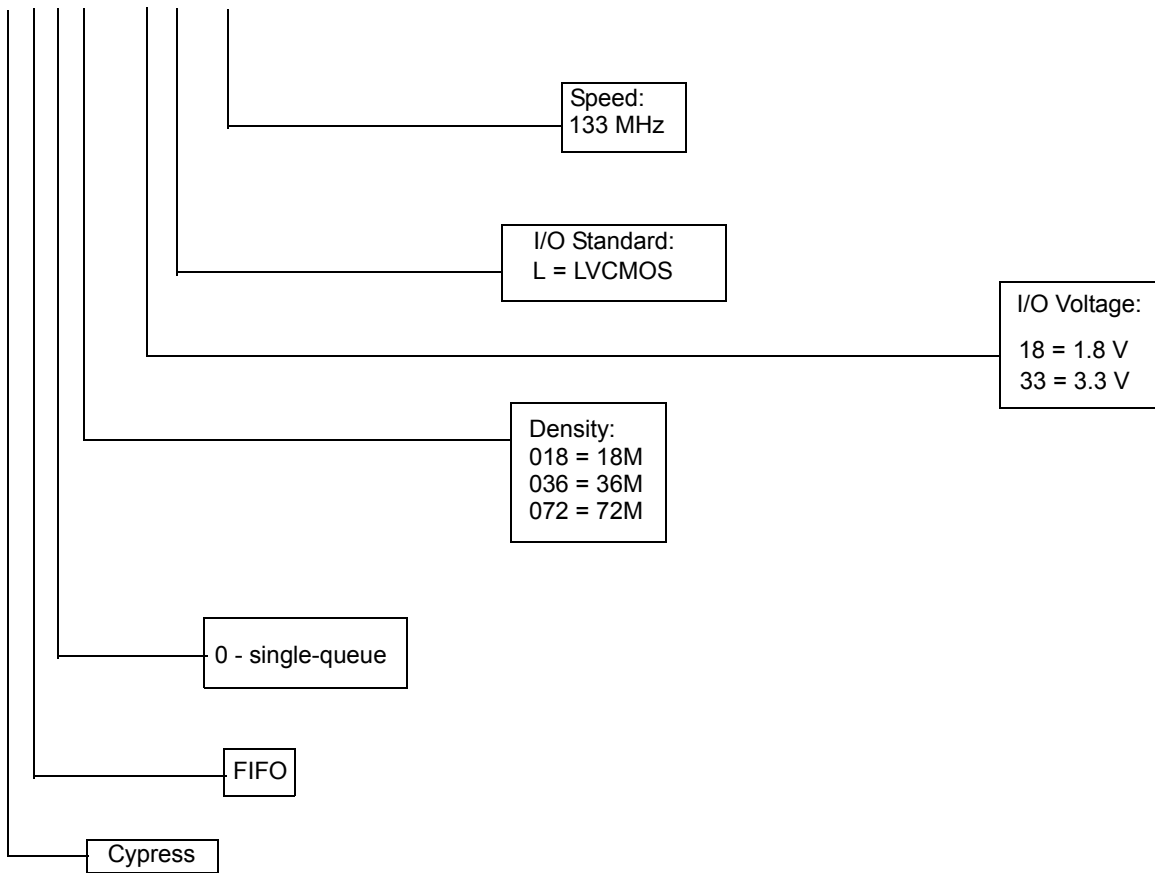 Speed:
133 MHz
I/O Standard:
L = LVCMOS
I/O Voltage:
18 = 1.8 V
33 = 3.3 V
Density:
018 = 18M
036 = 36M
072 = 72M
0 - single-queue
FIFO
Cypress